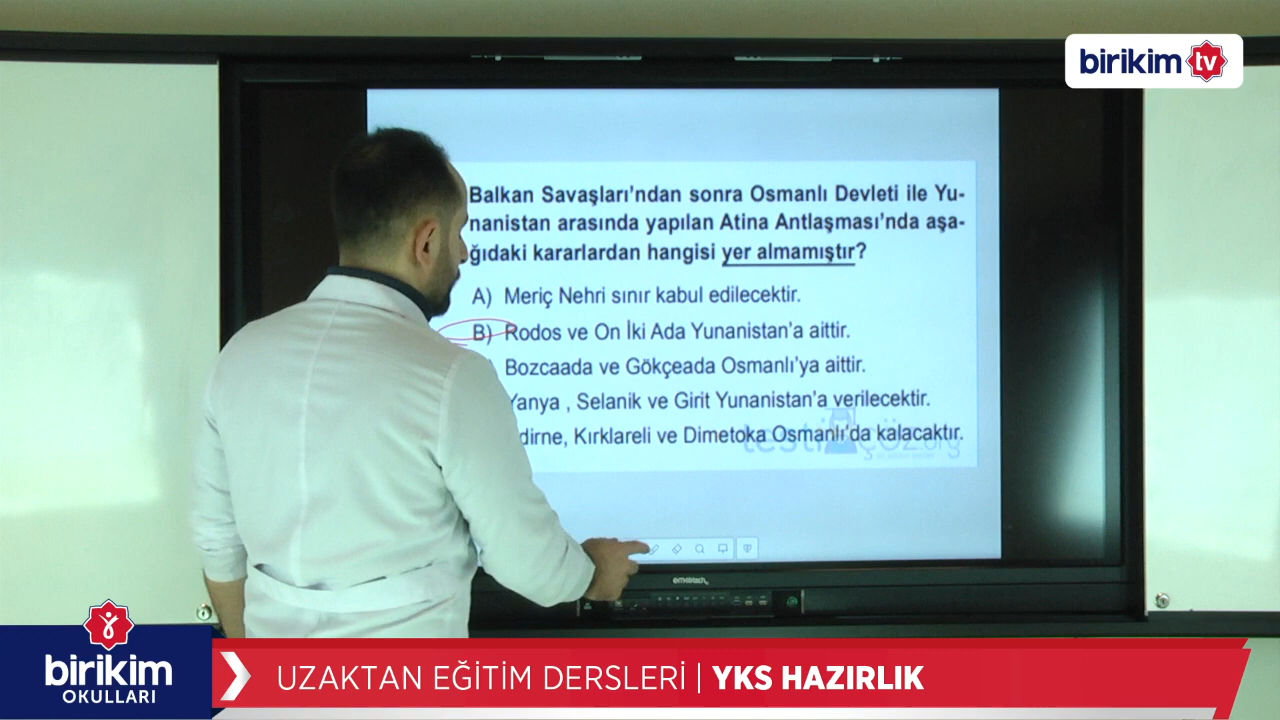 birikim tv
Balkan Savaşları'ndan sonra Osmanlı Devleti ile Yu-
nanistan arasında yapılan Atina Antlaşması'nda aşa-
ğıdaki kararlardan hangisi yer almamıştır?
A) Meriç Nehri sınır kabul edilecektir.
B) Rodos ve On İki Ada Yunanistan'a aittir.
Bozcaada ve Gökçeada Osmanlı'ya aittir.
Yanya , Selanik ve Girit Yunanistan'a verilecektir.
dirne, Kırklareli ve Dimetoka Osmanlı'da kalacaktır.
testi çöz.org
birikim
OKULLARI
UZAKTAN EĞİTİM DERSLERİ | YKS HAZIRLIK